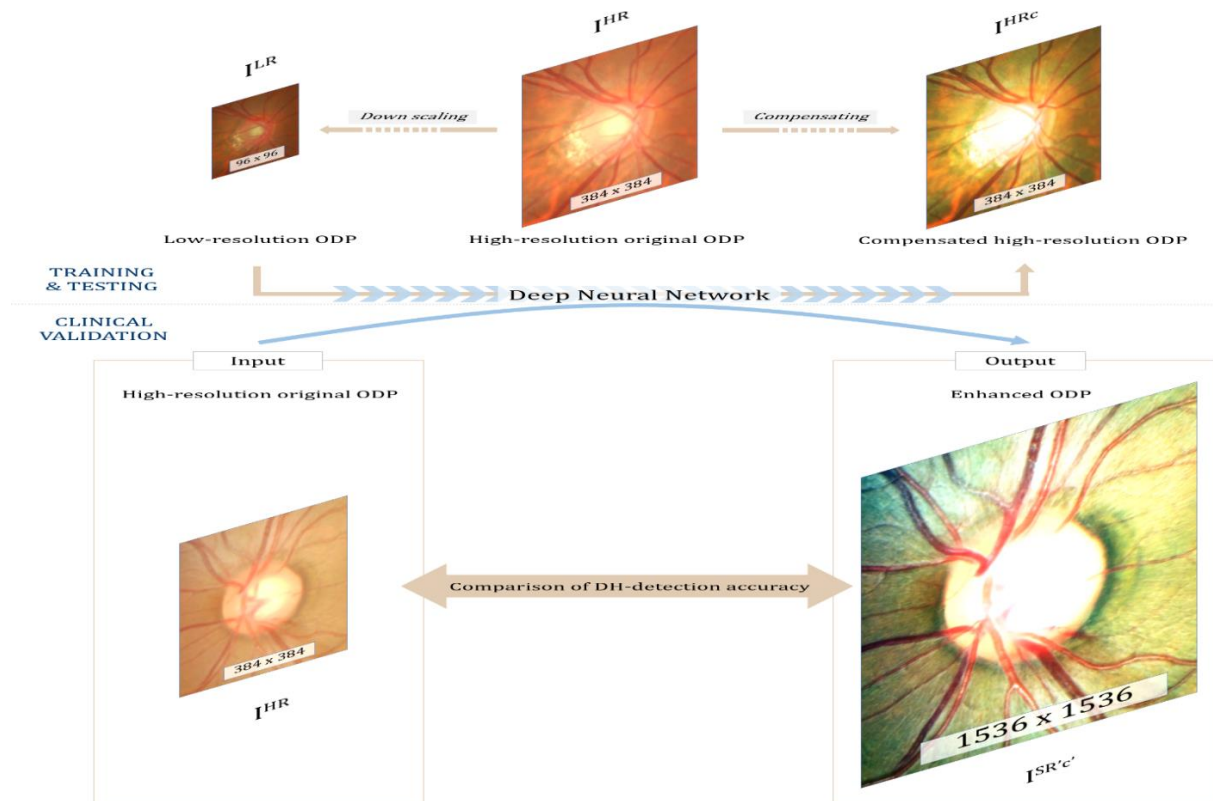 I^HR
I^HRc
I^LR
Down scaling
Compensating
96 x 96
384 x 384
384 x 384
Low-resolution ODP
High-resolution original ODP
Compensated high-resolution ODP
TRAINING
& TESTING
Deep Neural Network
CLINICAL
VALIDATION
Input
Output
High-resolution original ODP
Enhanced ODP
Comparison of DH-detection accuracy
384 x 384
I^HR
1536 x 1536
I^SR'c'